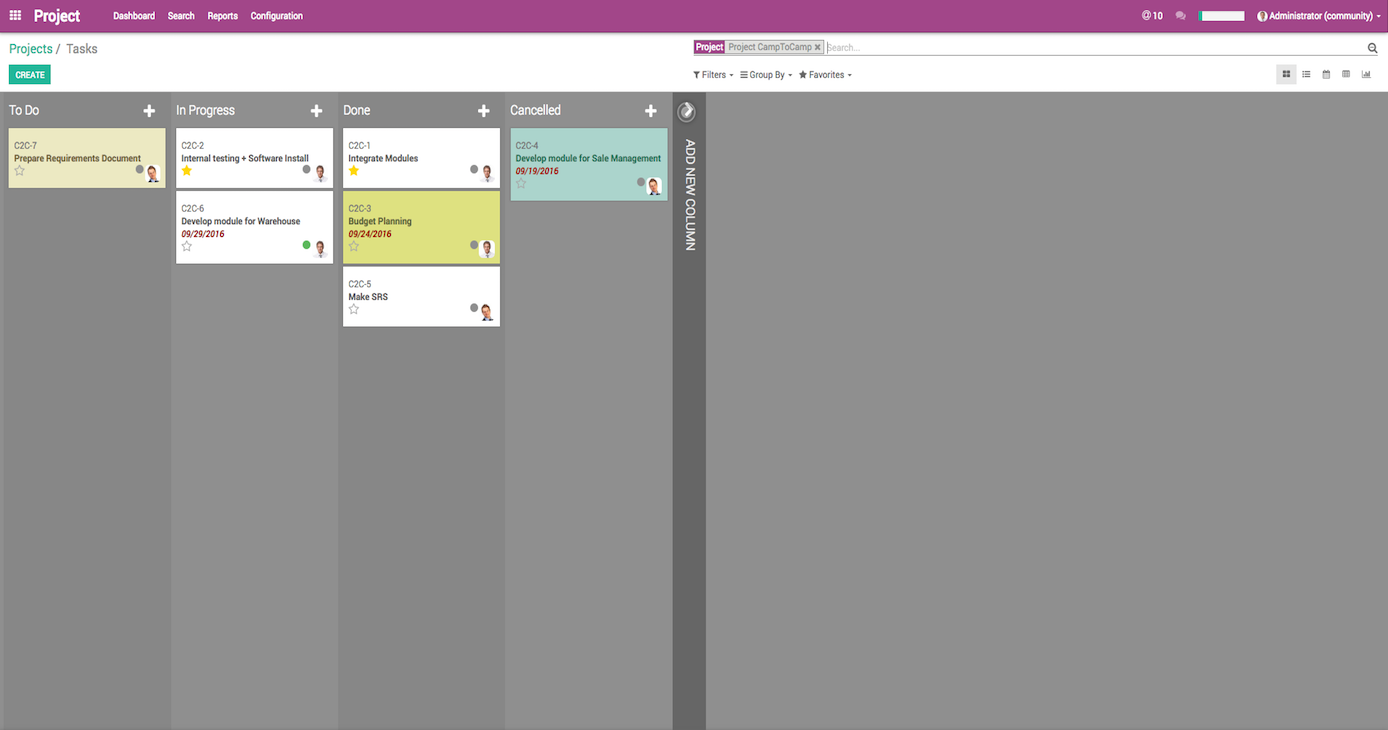 Project Dashboard Search Reports Configuration @ 10 Administrator (community)
Projects / Tasks Project Project CampToCamp × Search...
CREATE Filters Group By Favorites
To Do
C2C-7
Prepare Requirements Document
In Progress
C2C-2
Internal testing + Software Install
C2C-6
Develop module for Warehouse
09/29/2016
Done
C2C-1
Integrate Modules
C2C-3
Budget Planning
09/24/2016
C2C-5
Make SRS
Cancelled
C2C-4
Develop module for Sale Management
09/19/2016
ADD NEW COLUMN